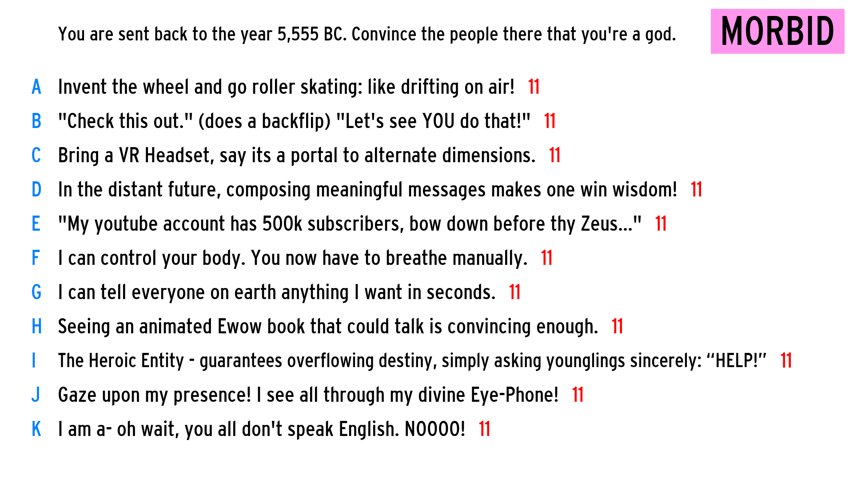 You are sent back to the year 5,555 BC. Convince the people there that you're a god.
MORBID
A Invent the wheel and go roller skating: like drifting on air! 11
B "Check this out." (does a backflip) "Let's see YOU do that!" 11
C Bring a VR Headset, say its a portal to alternate dimensions. 11
D In the distant future, composing meaningful messages makes one win wisdom! 11
E "My youtube account has 500k subscribers, bow down before thy Zeus..." 11
F I can control your body. You now have to breathe manually. 11
G I can tell everyone on earth anything I want in seconds. 11
H Seeing an animated Ewow book that could talk is convincing enough. 11
I The Heroic Entity - guarantees overflowing destiny, simply asking younglings sincerely: “HELP!” 11
J Gaze upon my presence! I see all through my divine Eye-Phone! 11
K I am a- oh wait, you all don't speak English. NOOOO! 11